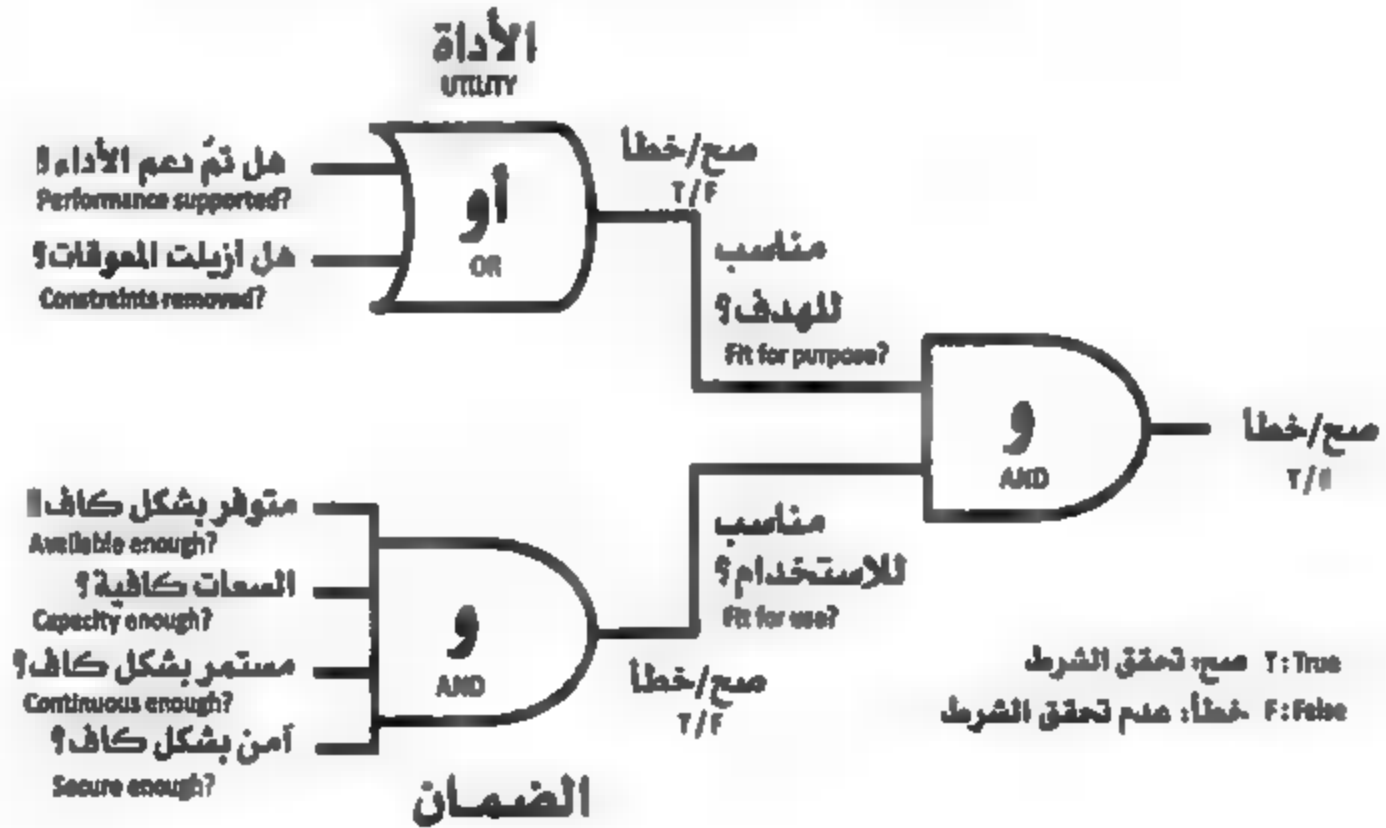 الأداة
UTILITY
هل تمّ دعم الأداء؟
Performance supported?
هل أزيلت المعوقات؟
Constraints removed?
أو
OR
صح/خطأ
T/F
مناسب
للهدف؟
Fit for purpose?
و
AND
صح/خطأ
T/F
متوفر بشكل كاف؟
Available enough?
السعات كافية؟
Capacity enough?
مستمر بشكل كاف؟
Continuous enough?
آمن بشكل كاف؟
Secure enough?
و
AND
صح/خطأ
T/F
مناسب
للاستخدام؟
Fit for use?
الضمان
صح: تحقق الشرط T: True
خطأ: عدم تحقق الشرط F: False